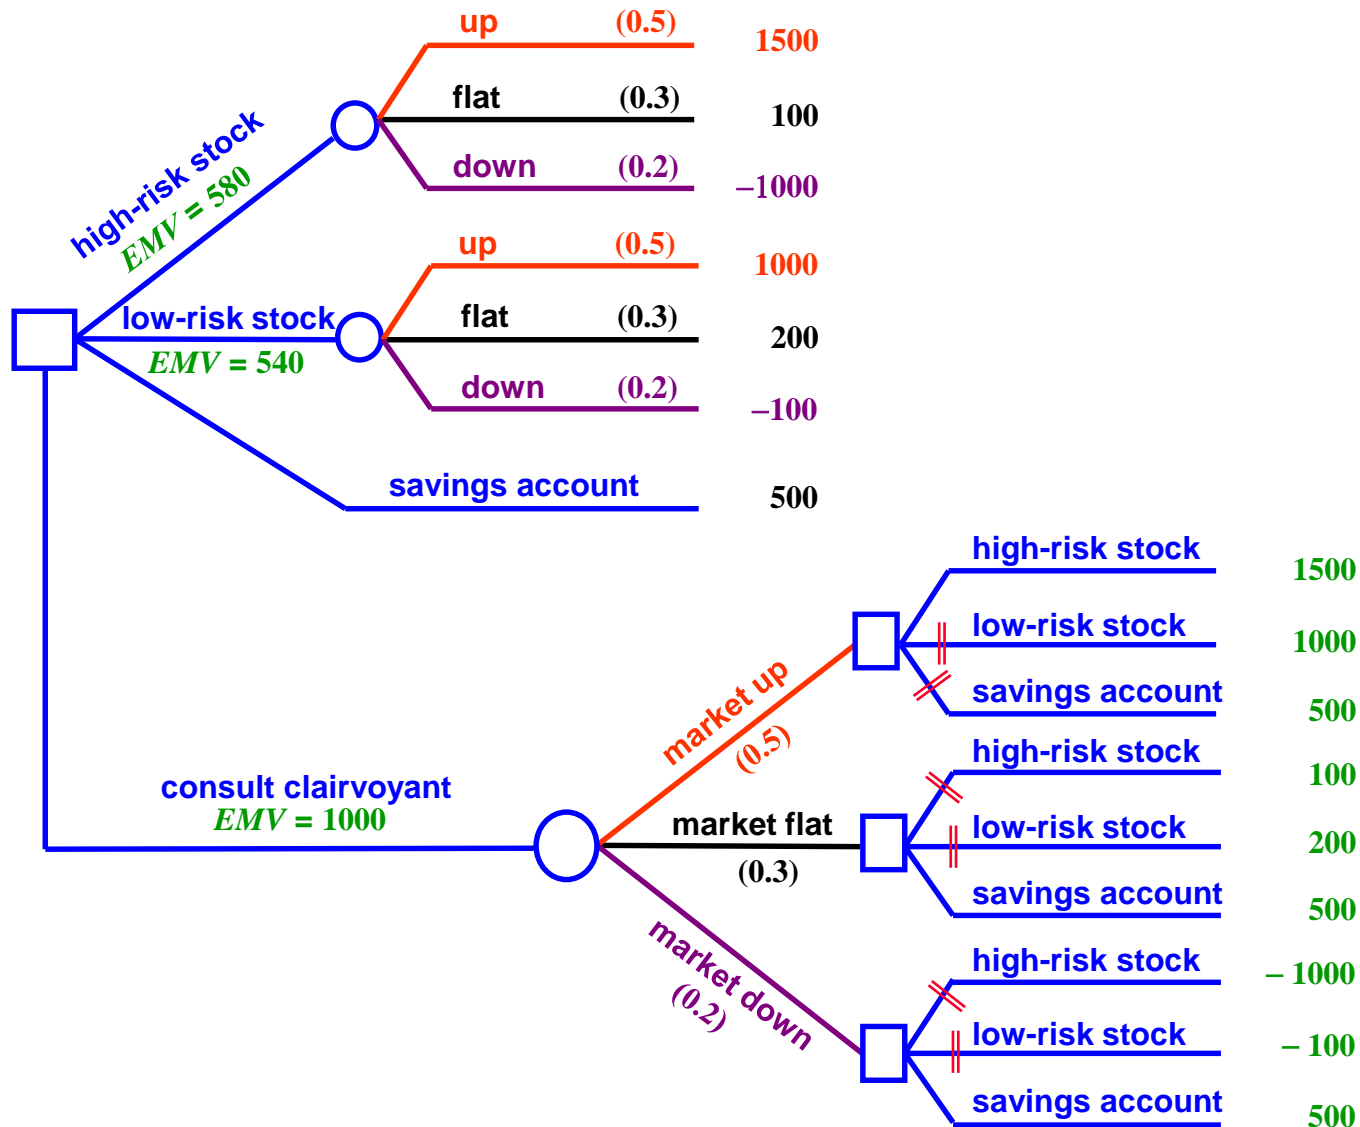 up (0.5) 1500
flat (0.3) 100
down (0.2) –1000
high-risk stock
EMV = 580
up (0.5) 1000
low-risk stock flat (0.3) 200
EMV = 540
down (0.2) –100
savings account 500
high-risk stock 1500
low-risk stock 1000
savings account 500
market up
(0.5)
high-risk stock 100
consult clairvoyant
EMV = 1000
market flat low-risk stock 200
(0.3)
savings account 500
market down
(0.2)
high-risk stock – 1000
low-risk stock – 100
savings account 500